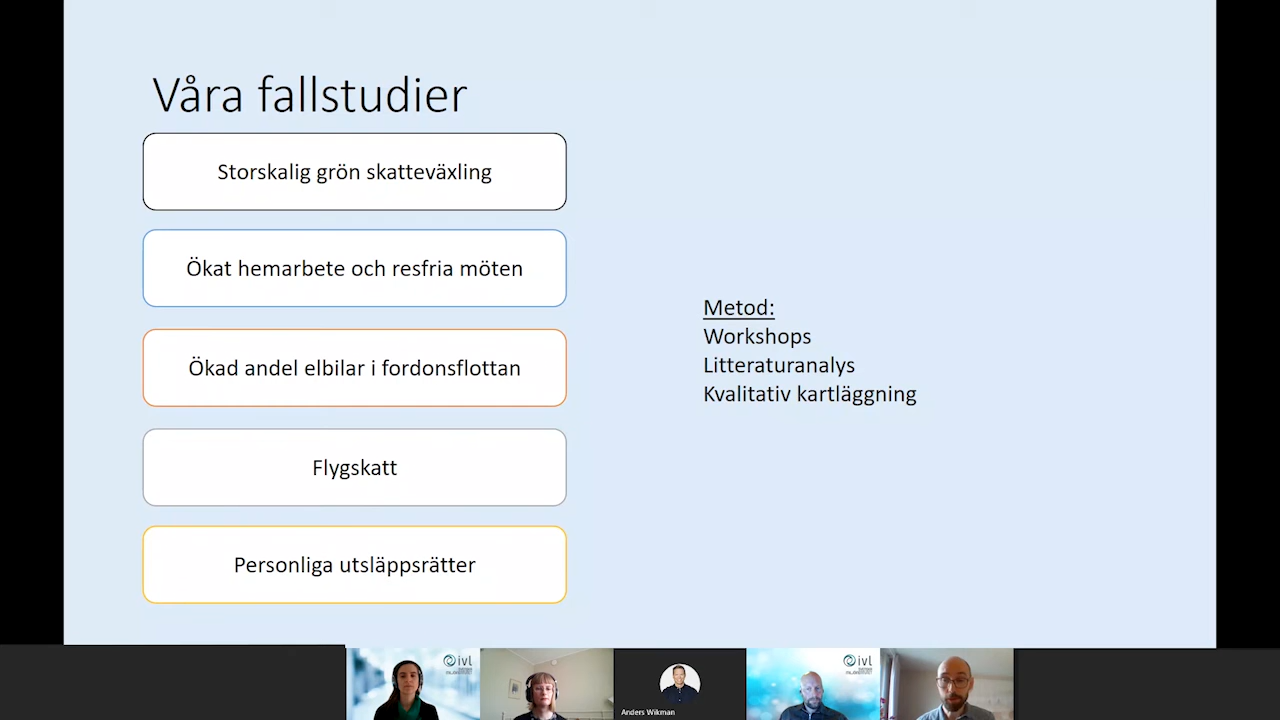 Våra fallstudier
Storskalig grön skatteväxling
Ökat hemarbete och resfria möten
Ökad andel elbilar i fordonsflottan
Flygskatt
Personliga utsläppsrätter
Metod:
Workshops
Litteraturanalys
Kvalitativ kartläggning
ivl
ivl
Anders Wikman